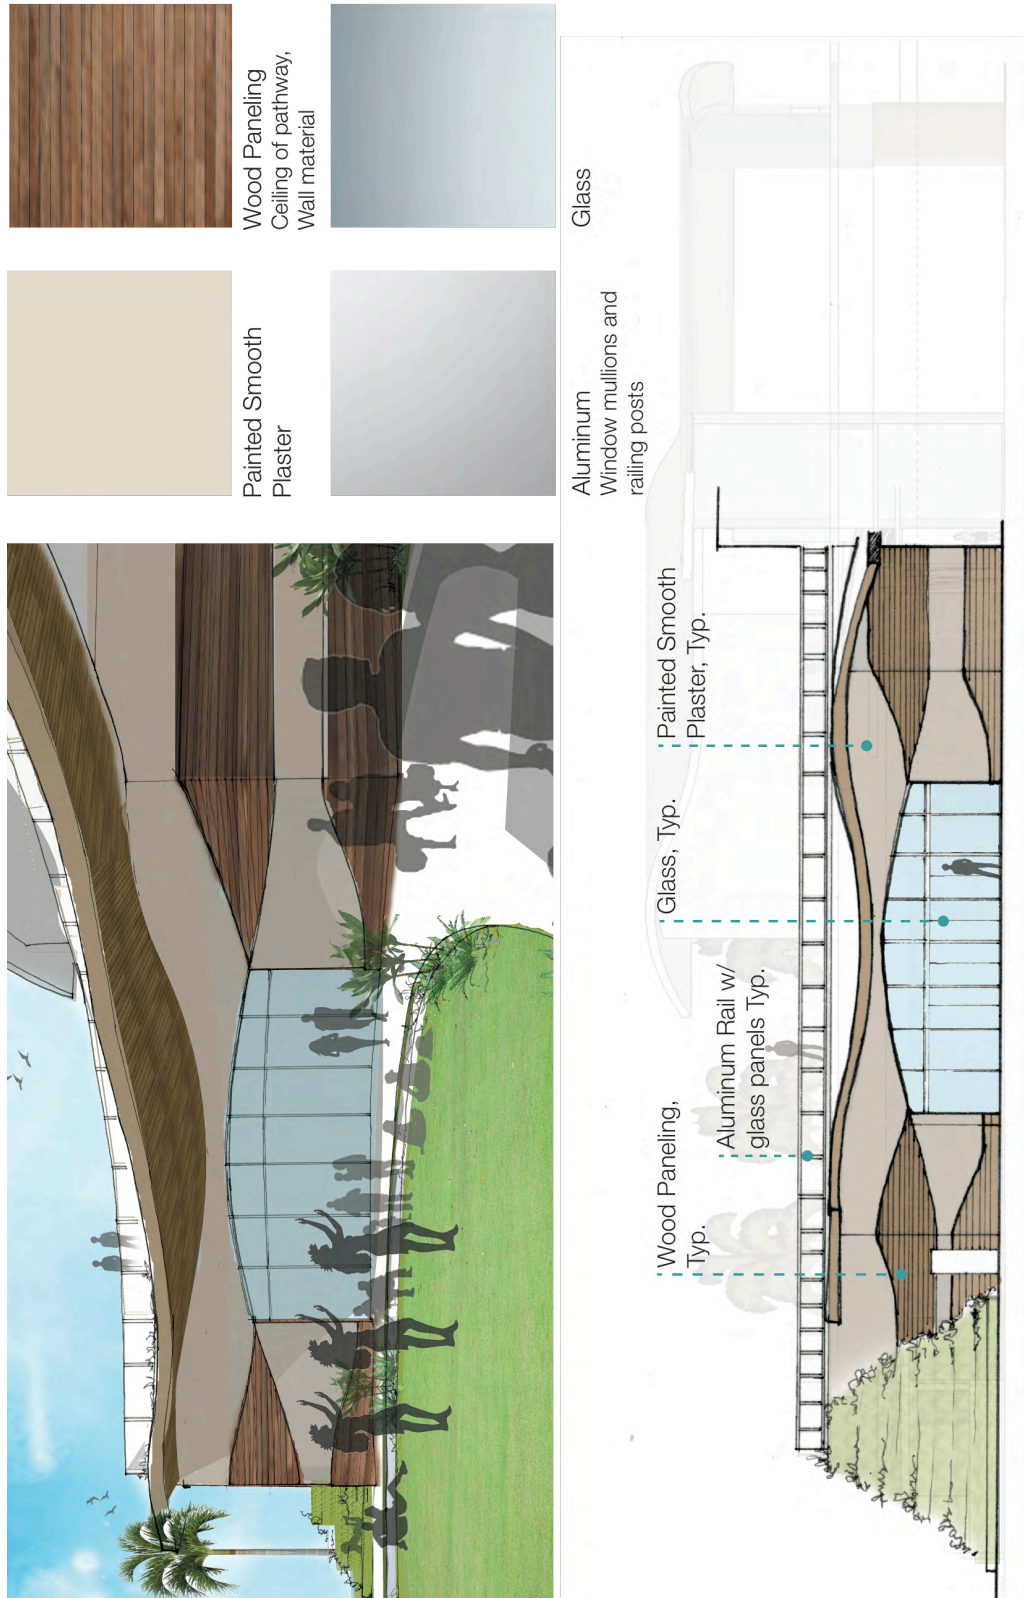 Painted Smooth
Plaster
Wood Paneling
Ceiling of pathway,
Wall material
Aluminum
Window mullions and
railing posts
Glass
Wood Paneling,
Typ.
Aluminum Rail w/
glass panels Typ.
Glass, Typ.
Painted Smooth
Plaster, Typ.